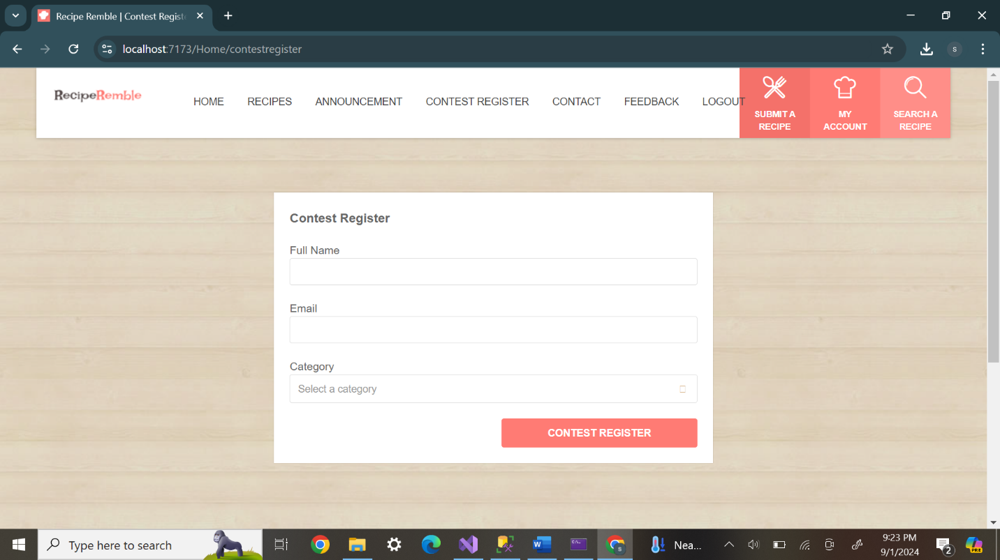 Recipe Remble | Contest Regist
localhost:7173/Home/contestregister
s
RecipeRemble
HOME RECIPES ANNOUNCEMENT CONTEST REGISTER CONTACT FEEDBACK LOGOUT
SUBMIT A
RECIPE
MY
ACCOUNT
SEARCH A
RECIPE
Contest Register
Full Name
Email
Category
Select a category
CONTEST REGISTER
Type here to search
Nea...
9:23 PM
9/1/2024
2
PRE